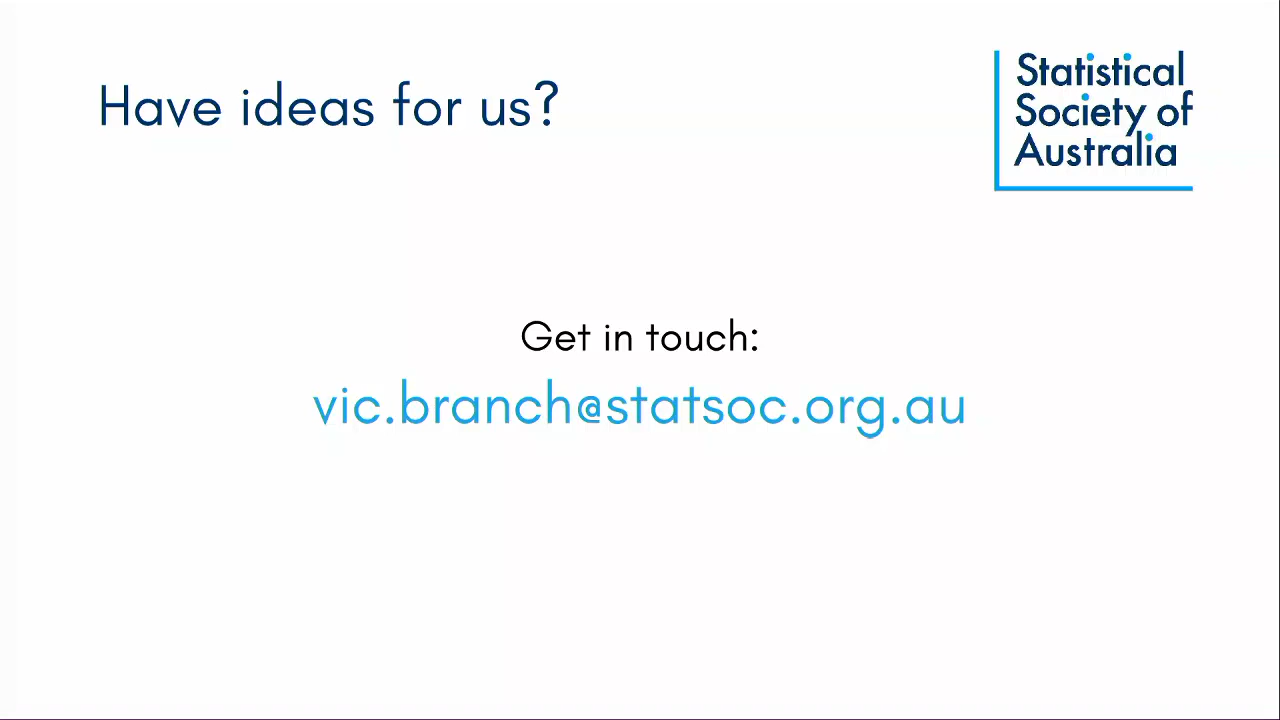 Have ideas for us?
Statistical
Society of
Australia
Get in touch:
vic.branch@statsoc.org.au